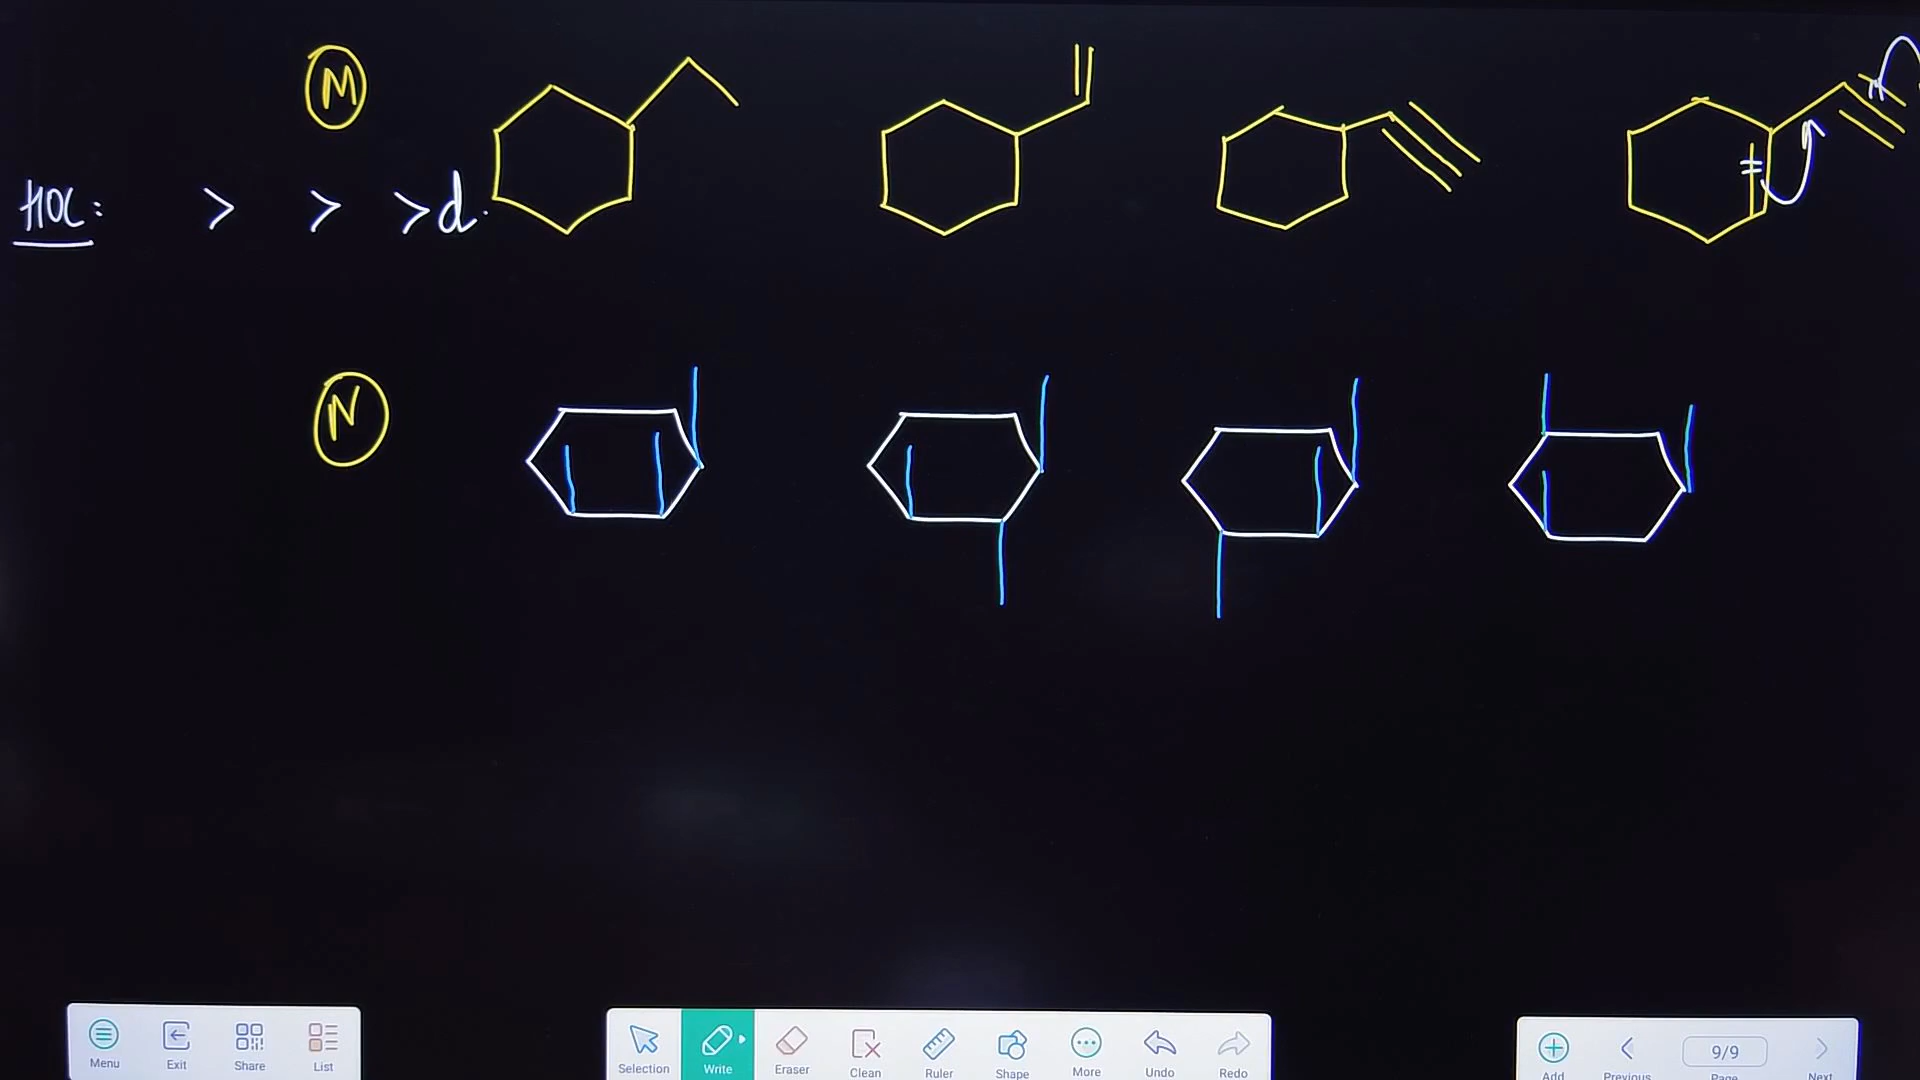 M
HOC: > > > d.
N
Menu Exit Share List
Selection Write Eraser Clean Ruler Shape More Undo Redo
9/9
Add Previous Page Next